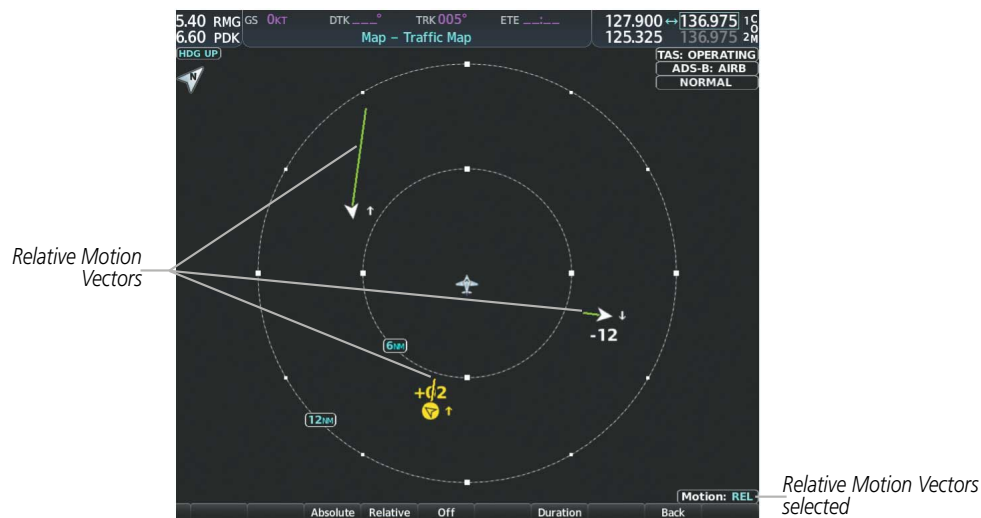 5.40 RMG GS 0KT DTK ___° TRK 005° ETE __:__ 127.900 ↔ 136.975 1 C
6.60 PDK Map – Traffic Map 125.325 136.975 2 O M
HDG UP
TAS: OPERATING
N
ADS-B: AIRB
NORMAL
↑
Relative Motion
Vectors
↓
-12
6NM
+02
↑
12NM
Motion: REL
Relative Motion Vectors
selected
Absolute Relative Off Duration Back